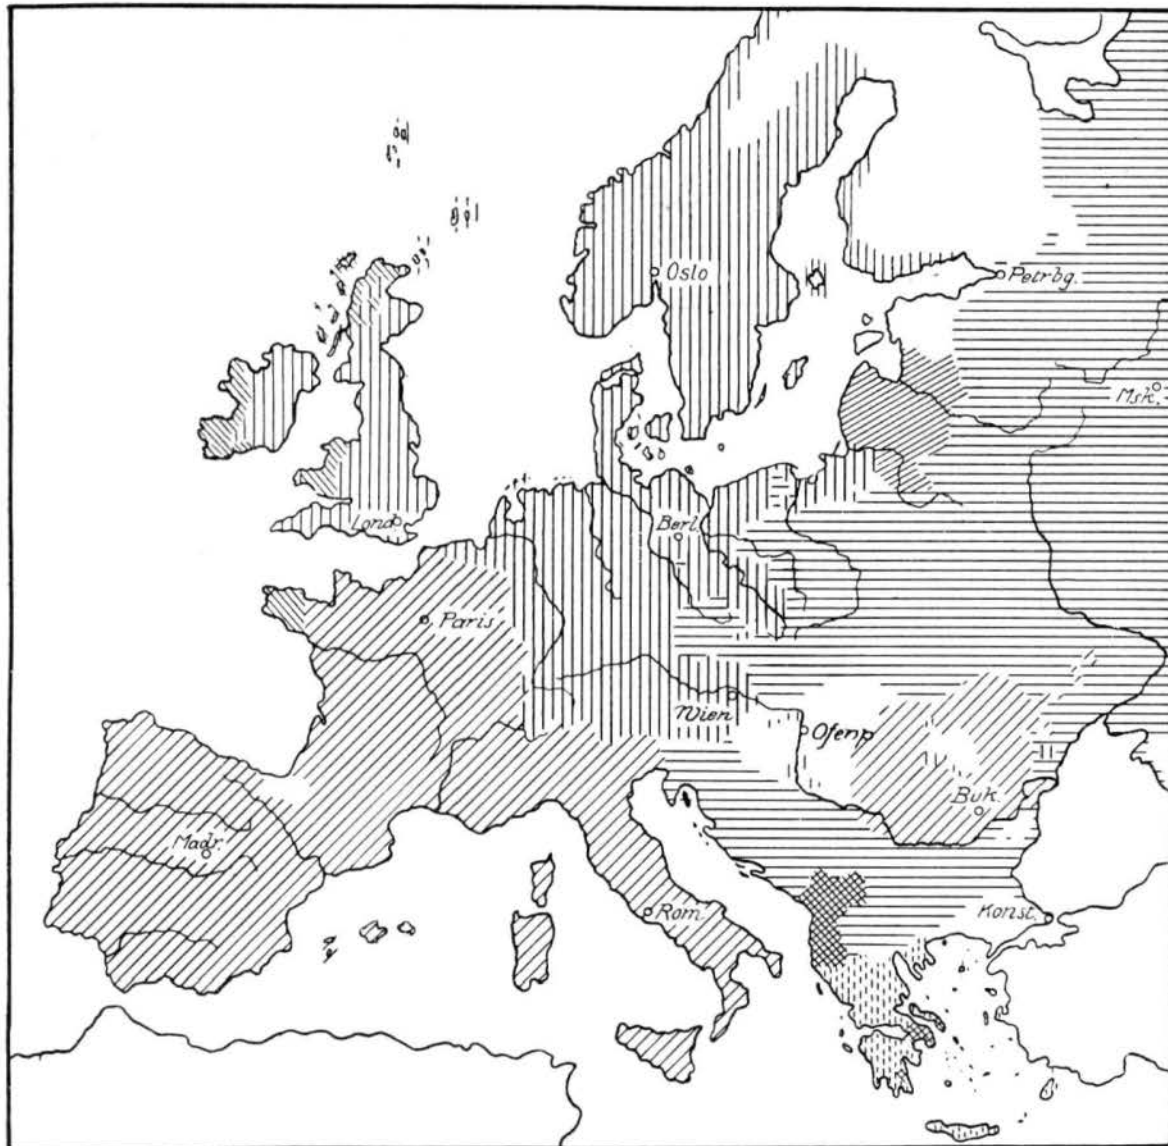 Oslo
Petrbg.
Msk.
Lond.
Berl.
Paris
Wien
Ofenp
Buk.
Madr.
Rom.
Konst.